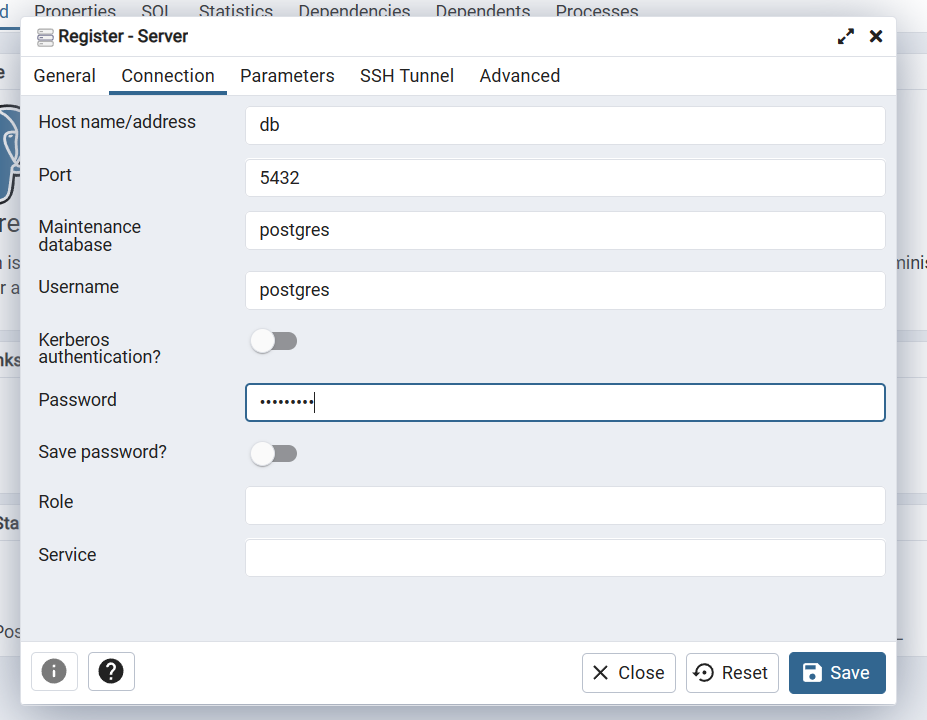 d Properties SQL Statistics Dependencies Dependents Processes
Register - Server
General Connection Parameters SSH Tunnel Advanced
Host name/address db
Port 5432
Maintenance
database
postgres
Username postgres
Kerberos
authentication?
Password •••••••••
Save password?
Role
Service
Close Reset Save